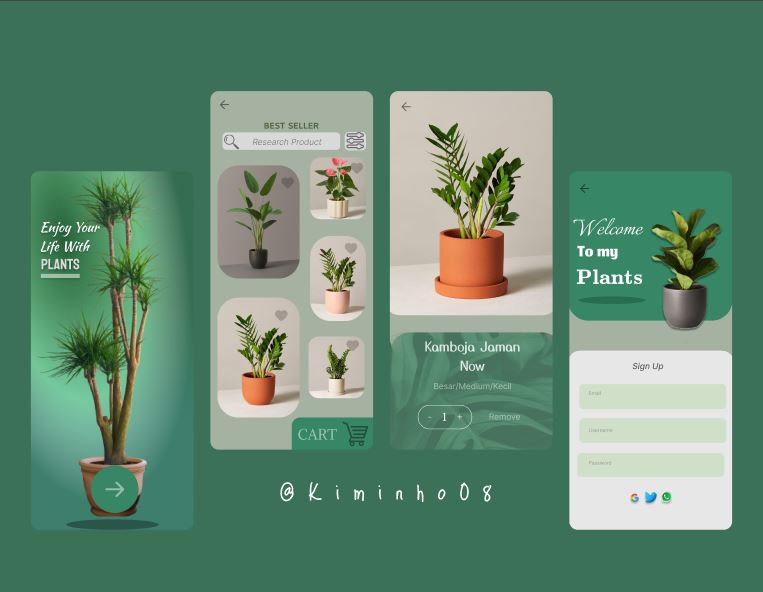 Enjoy Your
Life With
PLANTS
BEST SELLER
Research Product
CART
Kamboja Jaman
Now
Besar/Medium/Kecil
- 1 +
Remove
Welcome
To my
Plants
Sign Up
Email
Username
Password
@Kiminho08